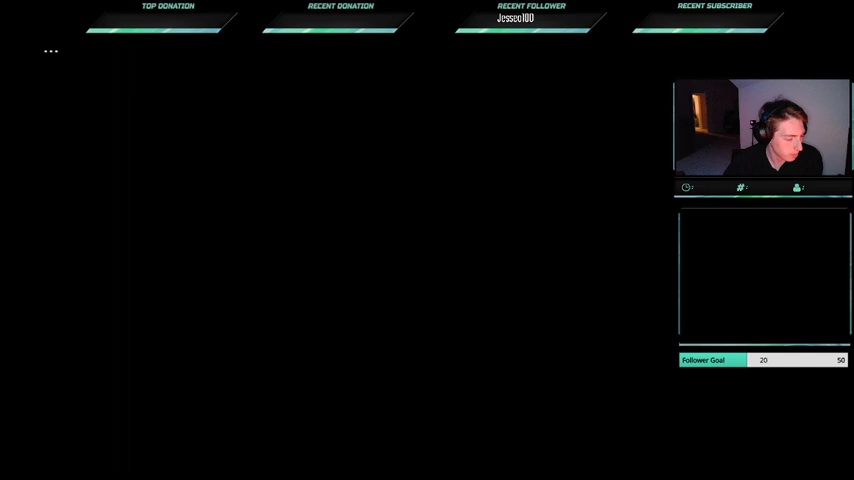 TOP DONATION
RECENT DONATION
RECENT FOLLOWER
RECENT SUBSCRIBER
Jesseo100
...
:
# :
:
Follower Goal 20 50